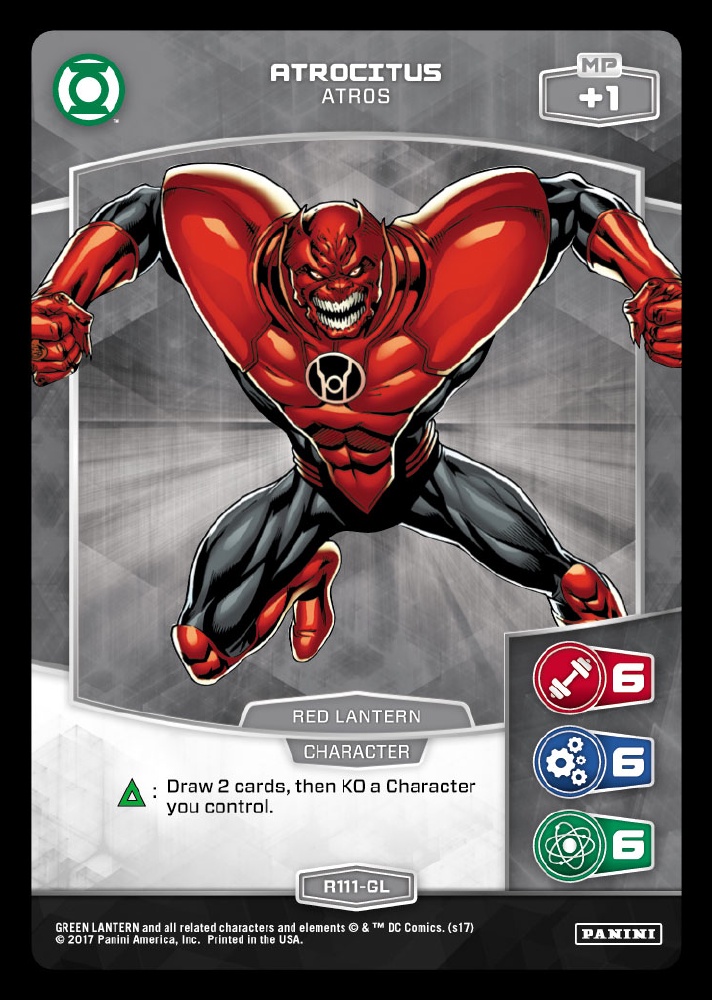 ATROCITUS
ATROS
MP
+1
RED LANTERN
CHARACTER
6
6
6
: Draw 2 cards, then KO a Character
you control.
R111-GL
GREEN LANTERN and all related characters and elements © & ™ DC Comics. (s17)
© 2017 Panini America, Inc. Printed in the USA.
PANINI